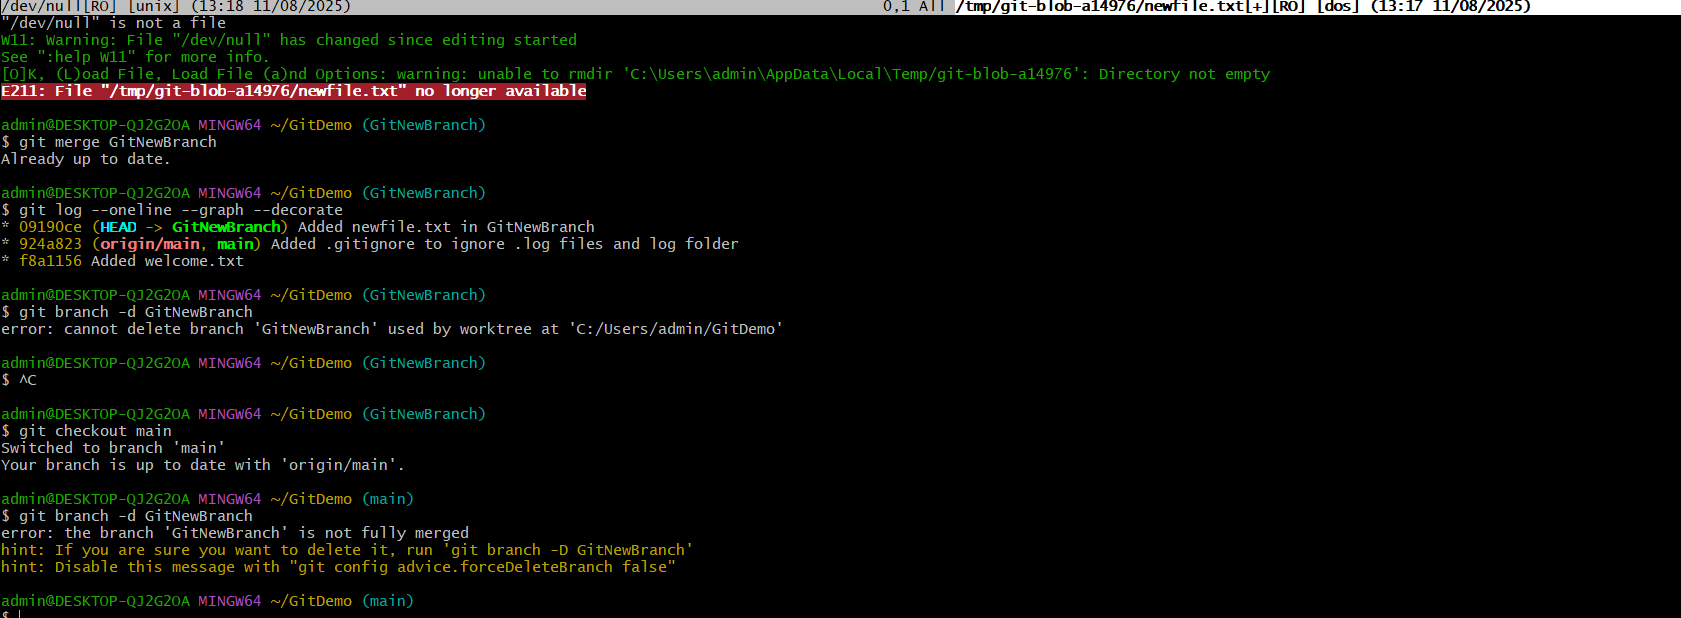 /dev/null[RO] [unix] (13:18 11/08/2025) 0,1 All /tmp/git-blob-a14976/newfile.txt[+][RO] [dos] (13:17 11/08/2025)
"/dev/null" is not a file
W11: Warning: File "/dev/null" has changed since editing started
See ":help W11" for more info.
[O]K, (L)oad File, Load File (a)nd Options: warning: unable to rmdir 'C:\Users\admin\AppData\Local\Temp/git-blob-a14976': Directory not empty
E211: File "/tmp/git-blob-a14976/newfile.txt" no longer available
admin@DESKTOP-QJ2G2OA MINGW64 ~/GitDemo (GitNewBranch)
$ git merge GitNewBranch
Already up to date.
admin@DESKTOP-QJ2G2OA MINGW64 ~/GitDemo (GitNewBranch)
$ git log --oneline --graph --decorate
* 09190ce (HEAD -> GitNewBranch) Added newfile.txt in GitNewBranch
* 924a823 (origin/main, main) Added .gitignore to ignore .log files and log folder
* f8a1156 Added welcome.txt
admin@DESKTOP-QJ2G2OA MINGW64 ~/GitDemo (GitNewBranch)
$ git branch -d GitNewBranch
error: cannot delete branch 'GitNewBranch' used by worktree at 'C:/Users/admin/GitDemo'
admin@DESKTOP-QJ2G2OA MINGW64 ~/GitDemo (GitNewBranch)
$ ^C
admin@DESKTOP-QJ2G2OA MINGW64 ~/GitDemo (GitNewBranch)
$ git checkout main
Switched to branch 'main'
Your branch is up to date with 'origin/main'.
admin@DESKTOP-QJ2G2OA MINGW64 ~/GitDemo (main)
$ git branch -d GitNewBranch
error: the branch 'GitNewBranch' is not fully merged
hint: If you are sure you want to delete it, run 'git branch -D GitNewBranch'
hint: Disable this message with "git config advice.forceDeleteBranch false"
admin@DESKTOP-QJ2G2OA MINGW64 ~/GitDemo (main)
$